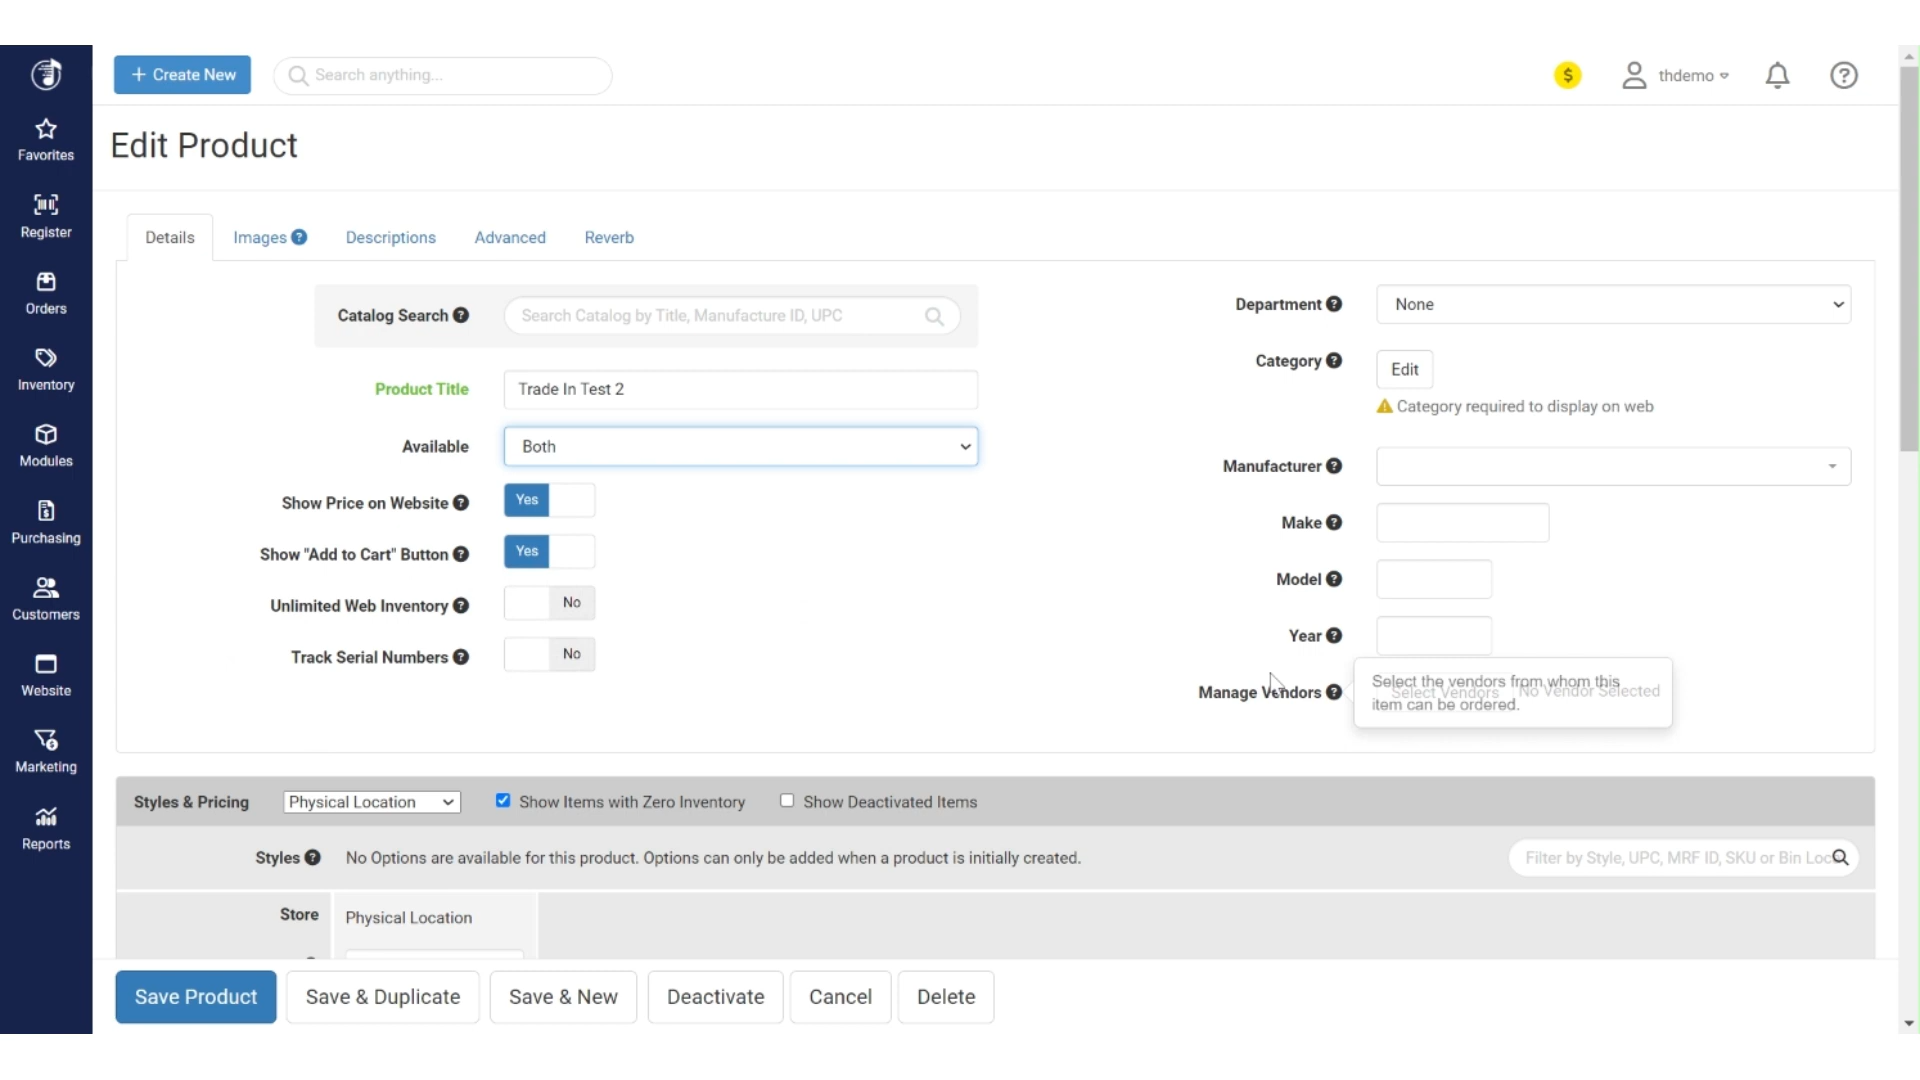 Create New
Search anything...
$
thdemo
Favorites
Register
Orders
Inventory
Modules
Purchasing
Customers
Website
Marketing
Reports
Edit Product
Details
Images
Descriptions
Advanced
Reverb
Catalog Search
Search Catalog by Title, Manufacture ID, UPC
Product Title
Trade In Test 2
Available
Both
Show Price on Website
Yes
Show "Add to Cart" Button
Yes
Unlimited Web Inventory
No
Track Serial Numbers
No
Department
None
Category
Edit
Category required to display on web
Manufacturer
Make
Model
Year
Manage Vendors
Select the vendors from whom this
item can be ordered.
Select Vendors
No Vendor Selected
Styles & Pricing
Physical Location
Show Items with Zero Inventory
Show Deactivated Items
Styles
No Options are available for this product. Options can only be added when a product is initially created.
Filter by Style, UPC, MRF ID, SKU or Bin Loc
Store
Physical Location
Save Product
Save & Duplicate
Save & New
Deactivate
Cancel
Delete